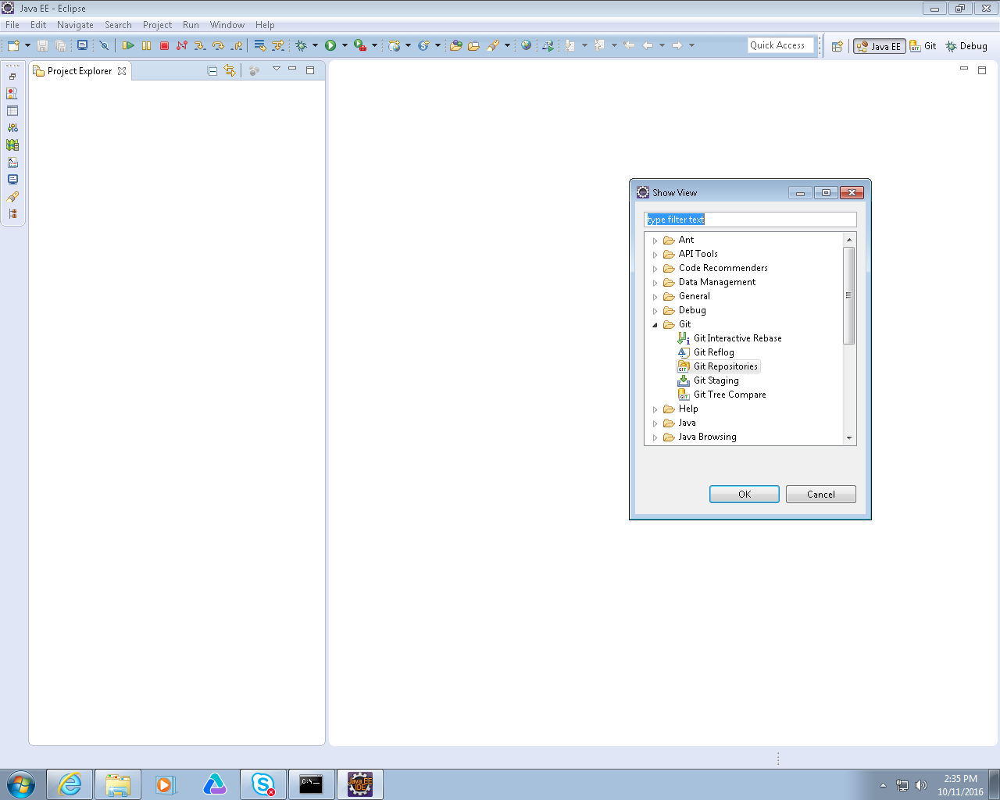 Java EE - Eclipse
File Edit Navigate Search Project Run Window Help
Quick Access
Java EE
Git
Debug
Project Explorer
Show View
type filter text
Ant
API Tools
Code Recommenders
Data Management
General
Debug
Git
Git Interactive Rebase
Git Reflog
Git Repositories
Git Staging
Git Tree Compare
Help
Java
Java Browsing
OK
Cancel
C:\._
Java EE
IDE
2:35 PM
10/11/2016